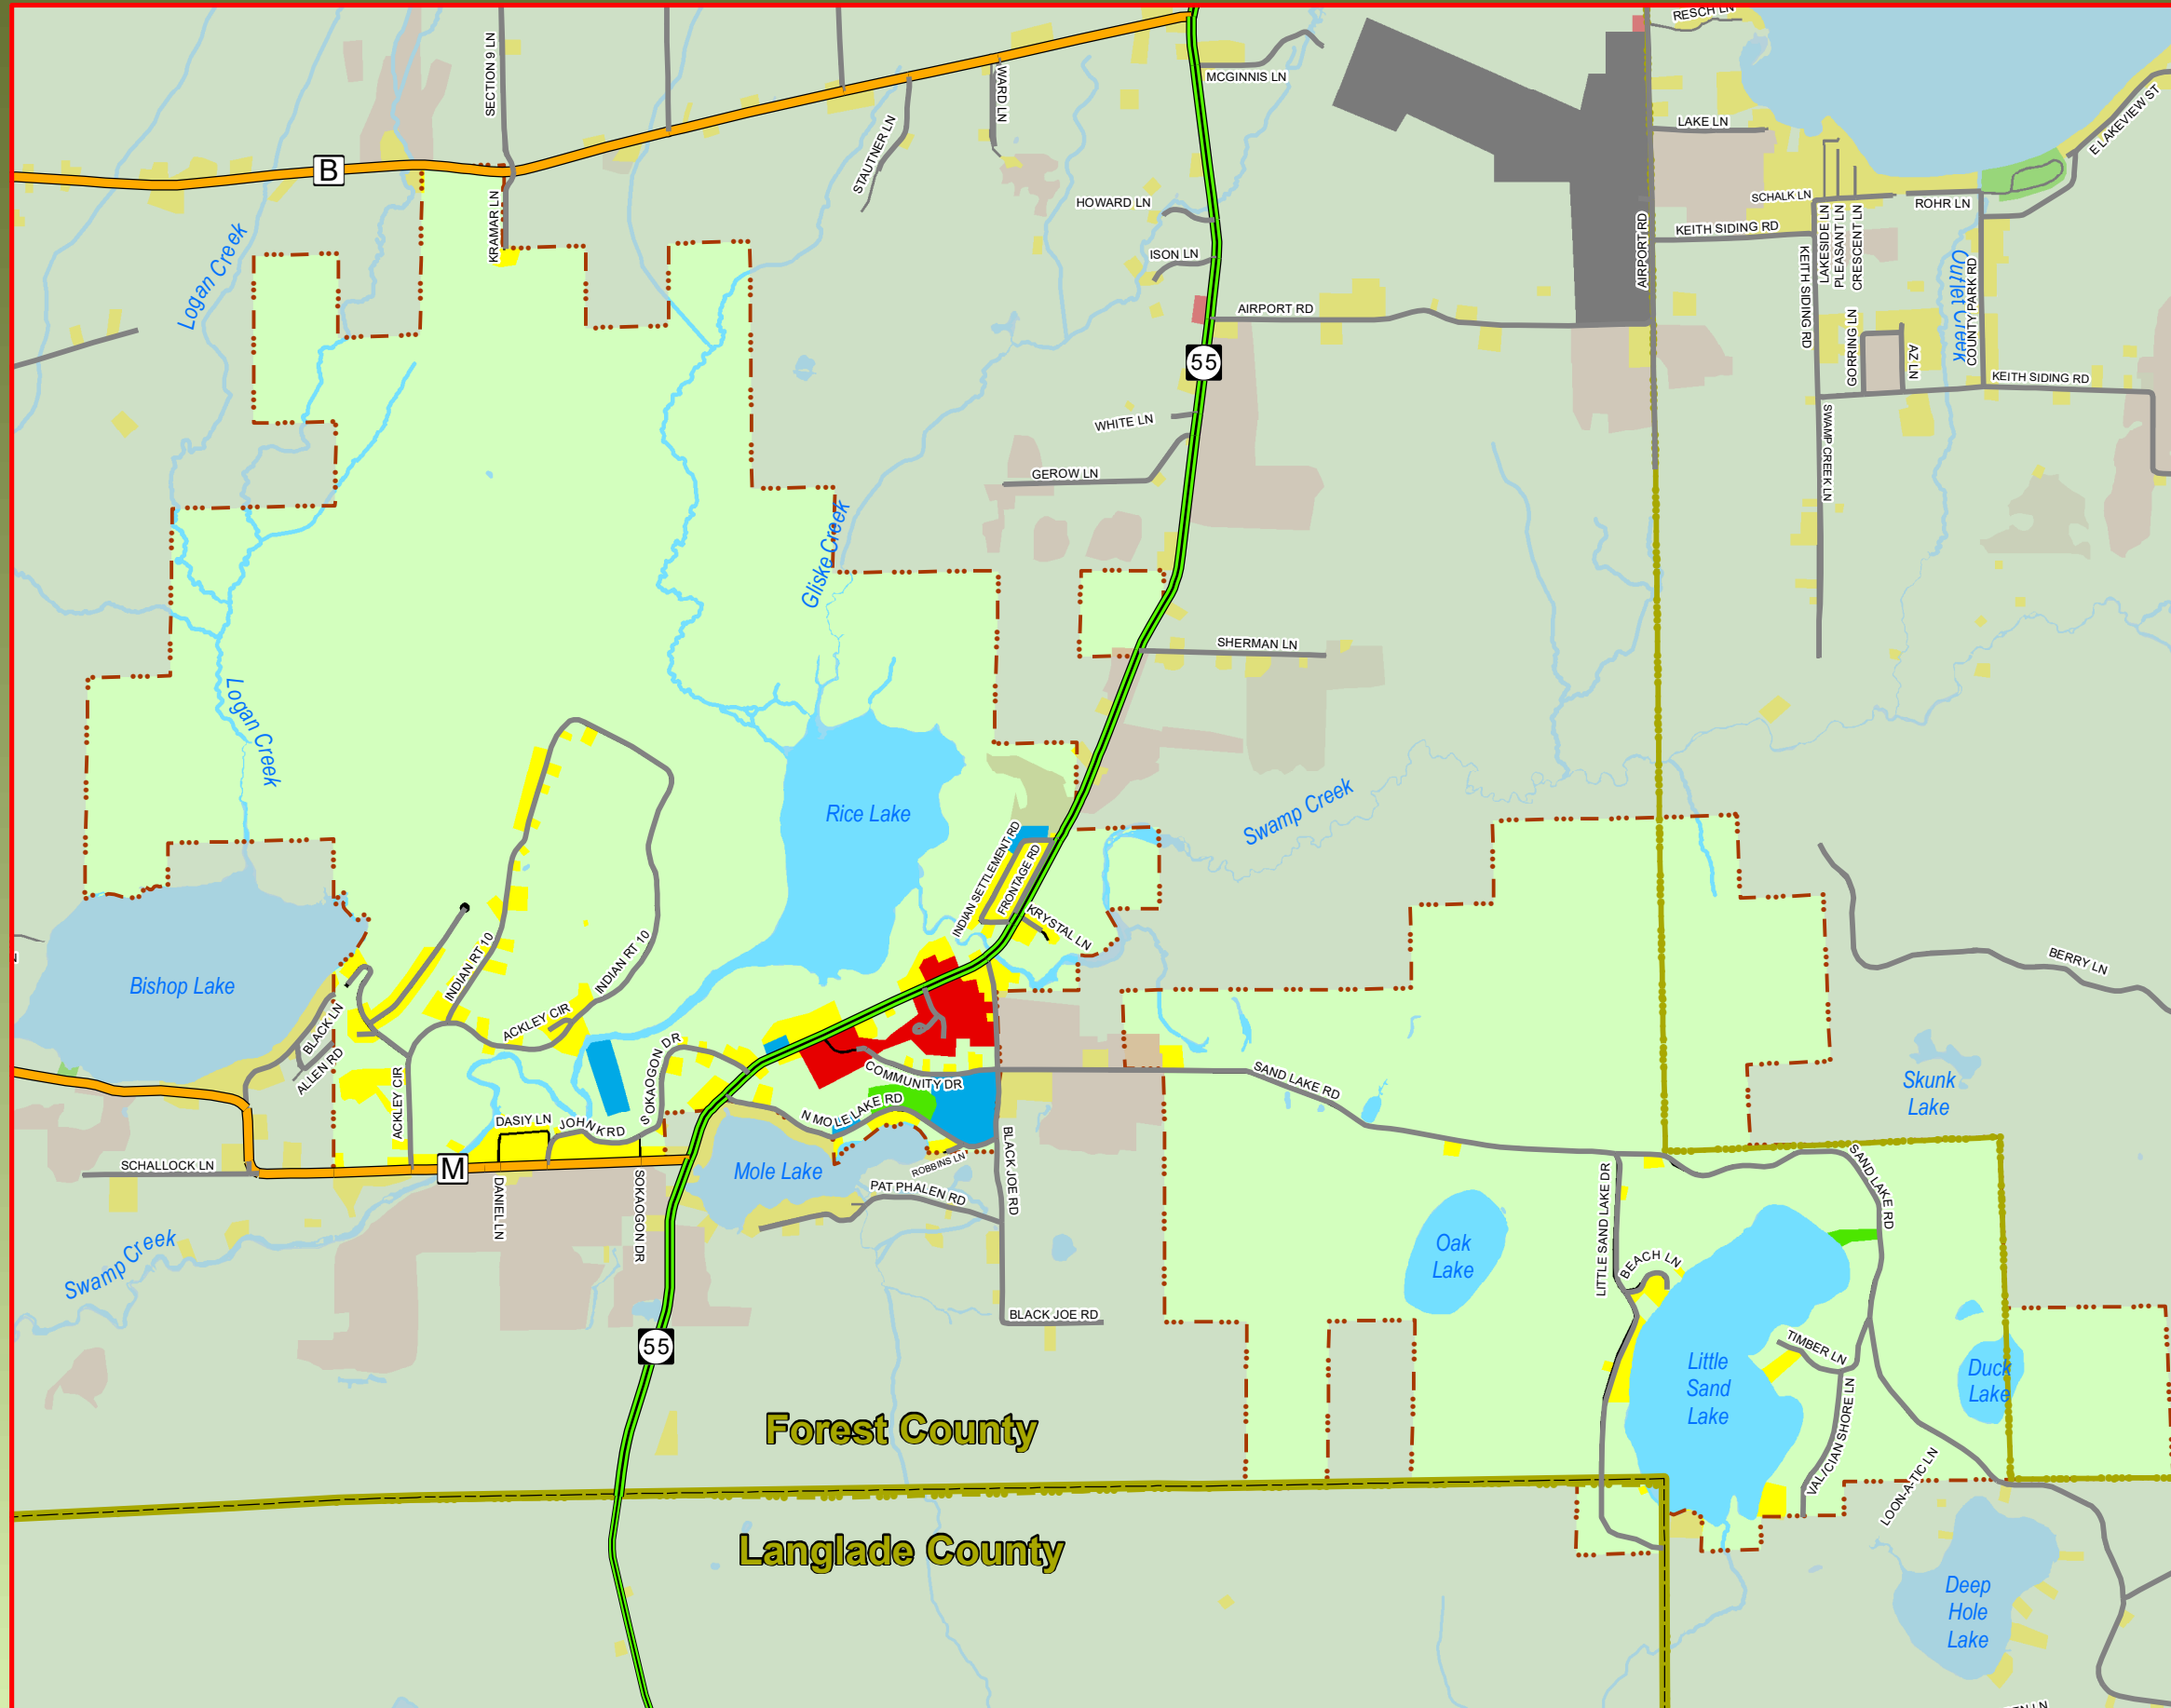 RESCH LN
SECTION 9 LN
WARD LN
MCGINNIS LN
E LAKEVIEW ST
LAKE LN
STAUTNER LN
B
KRAMAR LN
HOWARD LN
SCHALK LN
ROHR LN
LAKESIDE LN
PLEASANT LN
CRESCENT LN
KEITH SIDING RD
AIRPORT RD
ISON LN
Logan Creek
KEITH SIDING RD
Outlet Creek
COUNTY PARK RD
AIRPORT RD
55
GORRING LN
AZ LN
KEITH SIDING RD
WHITE LN
SWAMP CREEK LN
GEROW LN
Gliske Creek
SHERMAN LN
Logan Creek
Rice Lake
Swamp Creek
INDIAN SETTLEMENT RD
FRONTAGE RD
KRYSTAL LN
INDIAN RT 10
INDIAN RT 10
BERRY LN
Bishop Lake
BLACK LN
ACKLEY CIR
ALLEN RD
SOKAOGON DR
COMMUNITY DR
SAND LAKE RD
Skunk
Lake
ACKLEY CIR
N MOLE LAKE RD
DASIY LN
JOHNK RD
BLACK JOE RD
SCHALLOCK LN
M
Mole Lake
ROBBINS LN
SAND LAKE RD
DANIEL LN
SOKAOGON DR
PAT PHALEN RD
LITTLE SAND LAKE DR
Swamp Creek
Oak
Lake
BEACH LN
BLACK JOE RD
55
TIMBER LN
Little
Sand
Lake
Duck
Lake
VAL/CIAN SHORE LN
Forest County
LOON-A-TIC LN
Langlade County
Deep
Hole
Lake